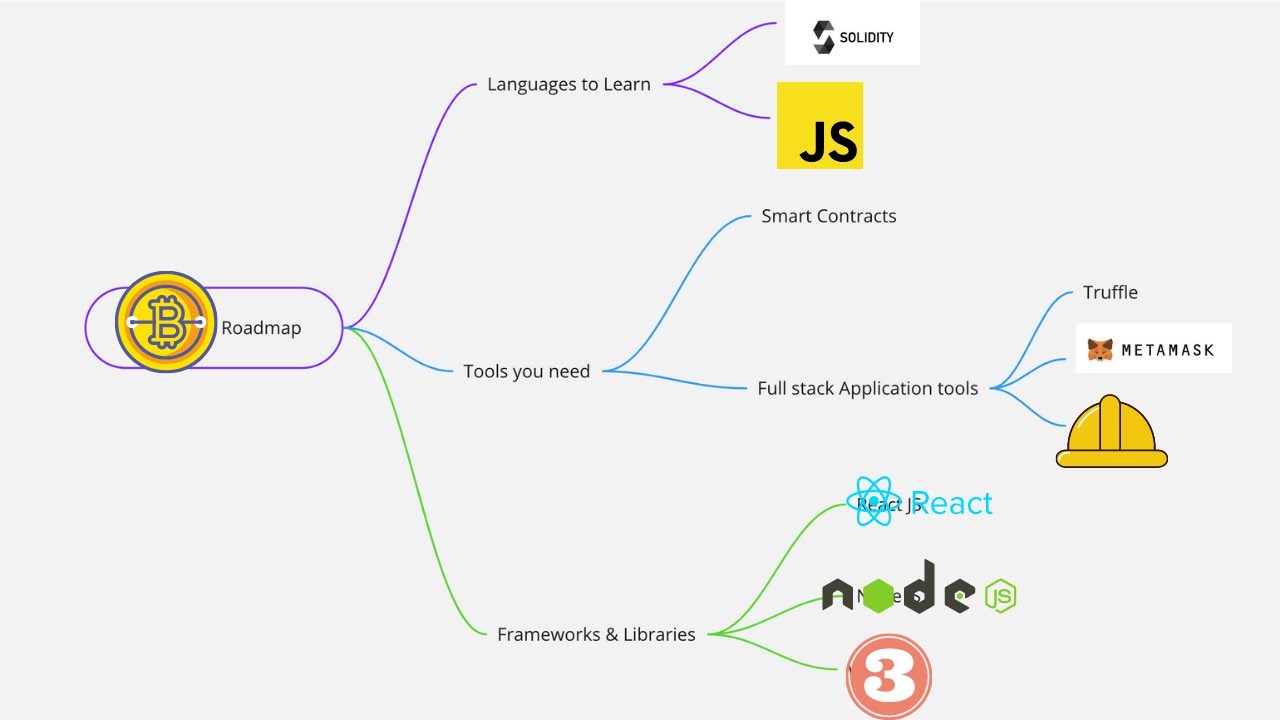 SOLIDITY
Languages to Learn
JS
Smart Contracts
Truffle
Roadmap
METAMASK
Tools you need
Full stack Application tools
React JS
React
node
JS
Frameworks & Libraries
3